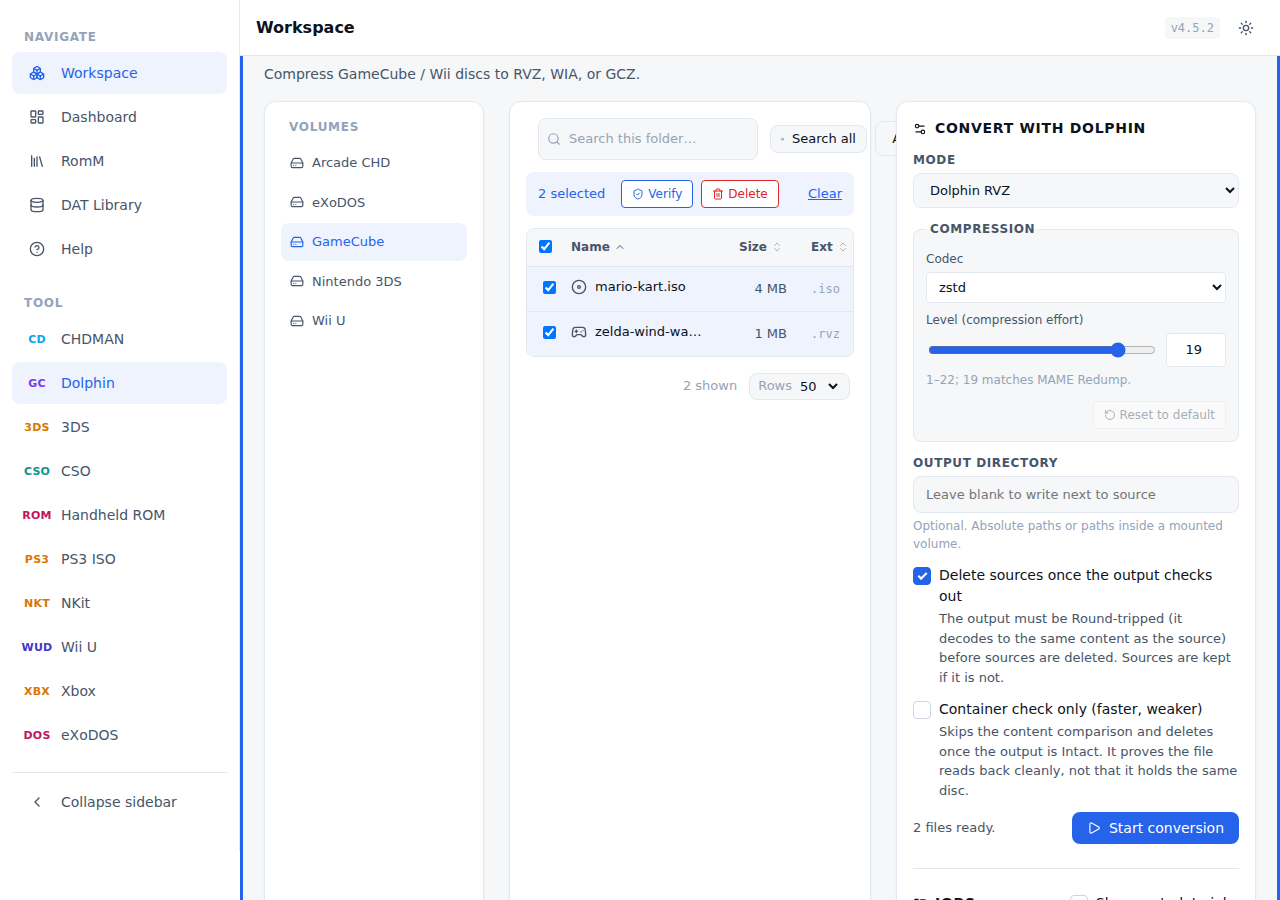 NAVIGATE
Workspace
Dashboard
RomM
DAT Library
Help
TOOL
CD CHDMAN
GC Dolphin
3DS 3DS
CSO CSO
ROM Handheld ROM
PS3 PS3 ISO
NKT NKit
WUD Wii U
XBX Xbox
DOS eXoDOS
Collapse sidebar
Workspace
v4.5.2
Compress GameCube / Wii discs to RVZ, WIA, or GCZ.
VOLUMES
Arcade CHD
eXoDOS
GameCube
Nintendo 3DS
Wii U
Search this folder…
Search all
2 selected Verify Delete Clear
Name Size Ext
mario-kart.iso 4 MB .iso
zelda-wind-wa… 1 MB .rvz
2 shown Rows 50
CONVERT WITH DOLPHIN
MODE
Dolphin RVZ
COMPRESSION
Codec
zstd
Level (compression effort)
19
1–22; 19 matches MAME Redump.
Reset to default
OUTPUT DIRECTORY
Leave blank to write next to source
Optional. Absolute paths or paths inside a mounted
volume.
Delete sources once the output checks
out
The output must be Round-tripped (it
decodes to the same content as the source)
before sources are deleted. Sources are kept
if it is not.
Container check only (faster, weaker)
Skips the content comparison and deletes
once the output is Intact. It proves the file
reads back cleanly, not that it holds the same
disc.
2 files ready. Start conversion